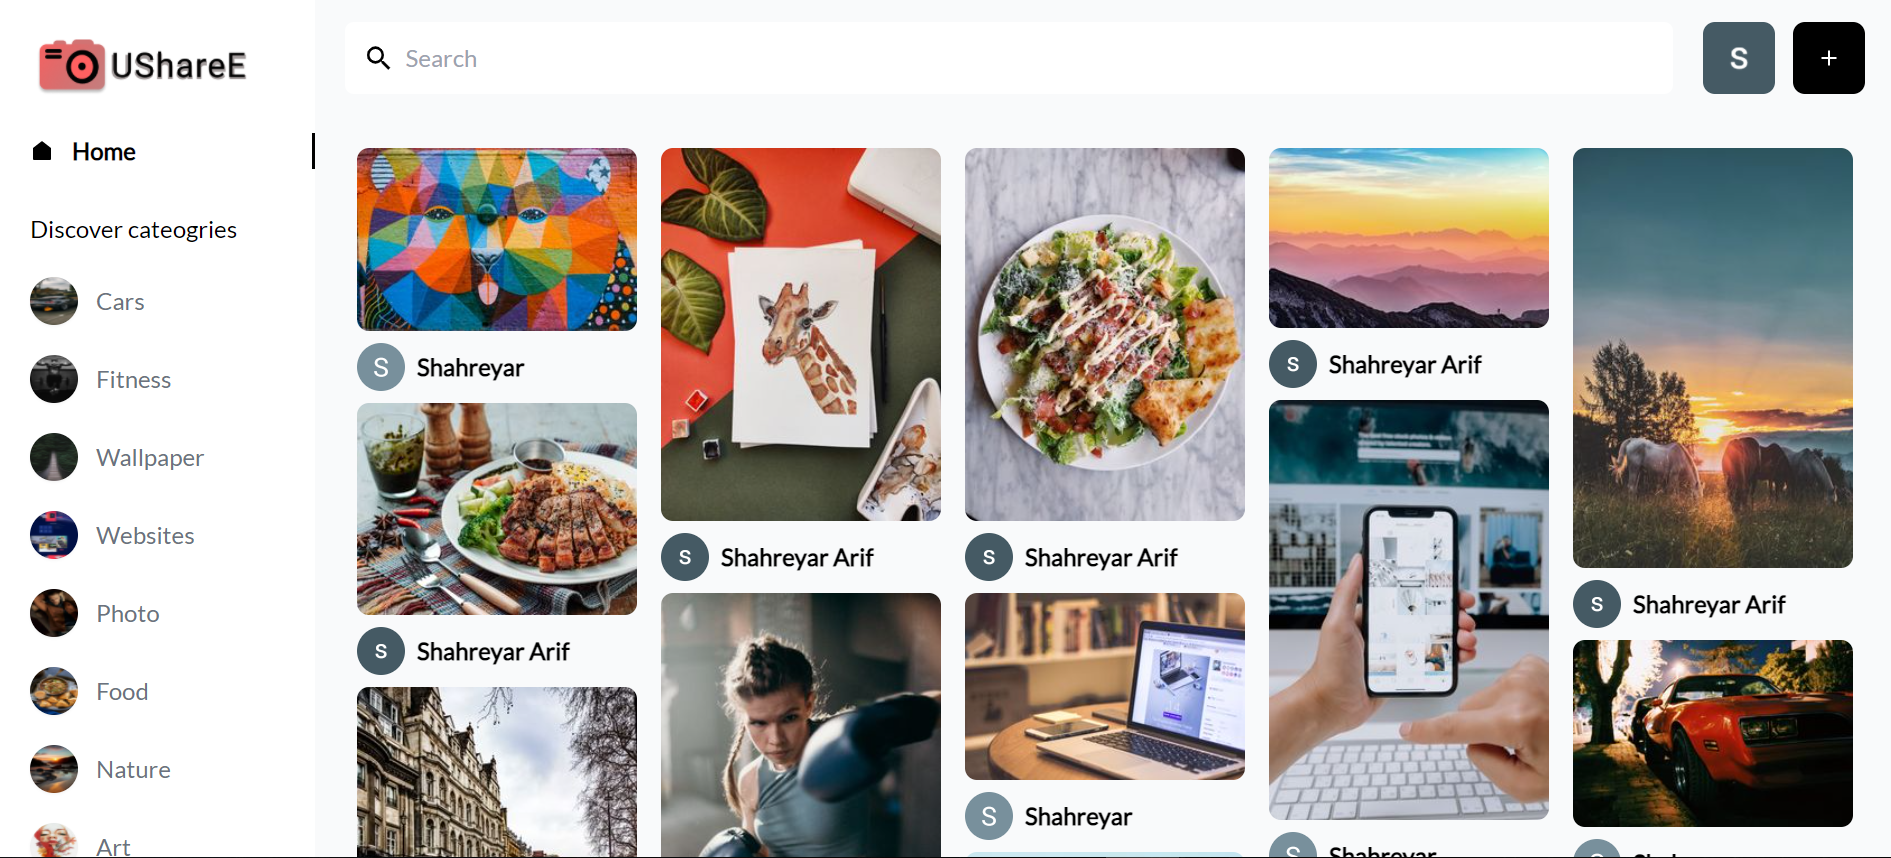 UShareE
Search
S
+
Home
Discover cateogries
Cars
Fitness
Wallpaper
Websites
Photo
Food
Nature
Art
S Shahreyar
S Shahreyar Arif
S Shahreyar Arif
S Shahreyar Arif
S Shahreyar
S Shahreyar Arif
S Shahreyar
S Shahreyar Arif